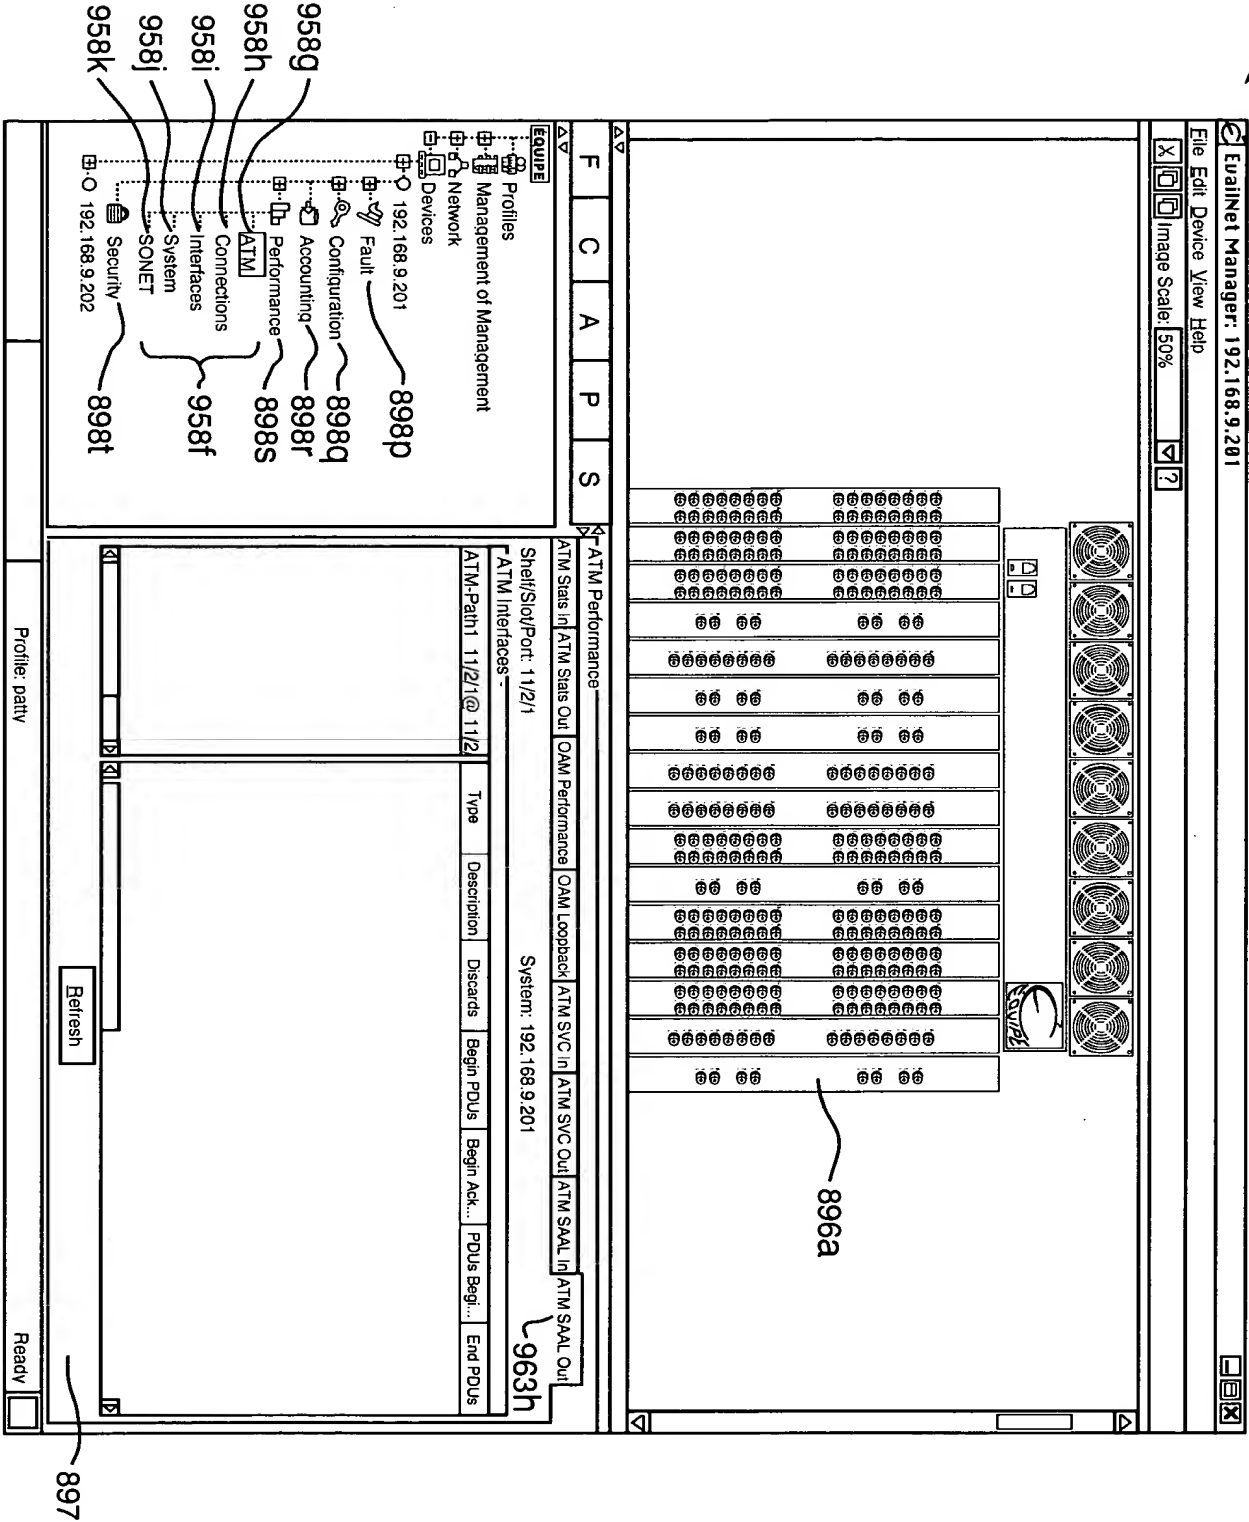 EvailNet Manager: 192.168.9.201
File Edit Device View Help
X Image Scale: 50% ?
EQUIPE
896a
F C A P S
EQUIPE
Profiles
Management of Management
Network
Devices
192.168.9.201
Fault
Configuration
Accounting
Performance
ATM
Connections
Interfaces
System
SONET
Security
192.168.9.202
898p
898q
898r
898s
958f
898t
958g
958h
958i
958j
958k
ATM Performance
ATM Stats In ATM Stats Out OAM Performance OAM Loopback ATM SVC In ATM SVC Out ATM SAAL In ATM SAAL Out
963h
Shelf/Slot/Port: 11/2/1 System: 192.168.9.201
ATM Interfaces -
ATM-Path1 11/2/1@ 11/2/ Type Description Discards Begin PDUs Begin Ack... PDUs Begi... End PDUs
Refresh
897
Profile: patty Ready